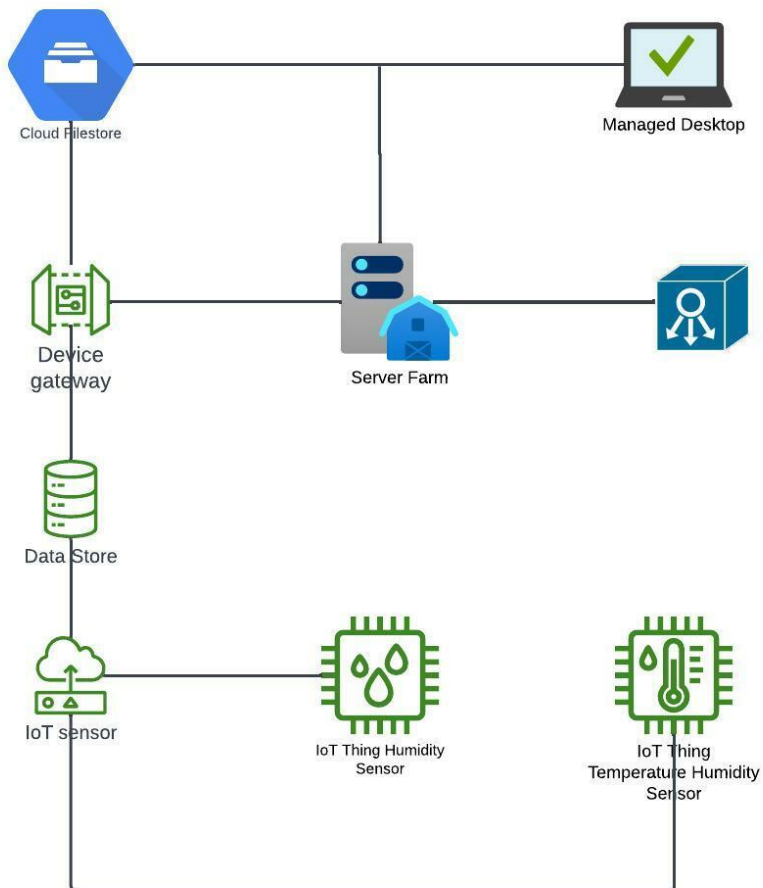 Cloud Filestore
Managed Desktop
Device
gateway
Server Farm
Data Store
IoT sensor
IoT Thing Humidity
Sensor
IoT Thing
Temperature Humidity
Sensor